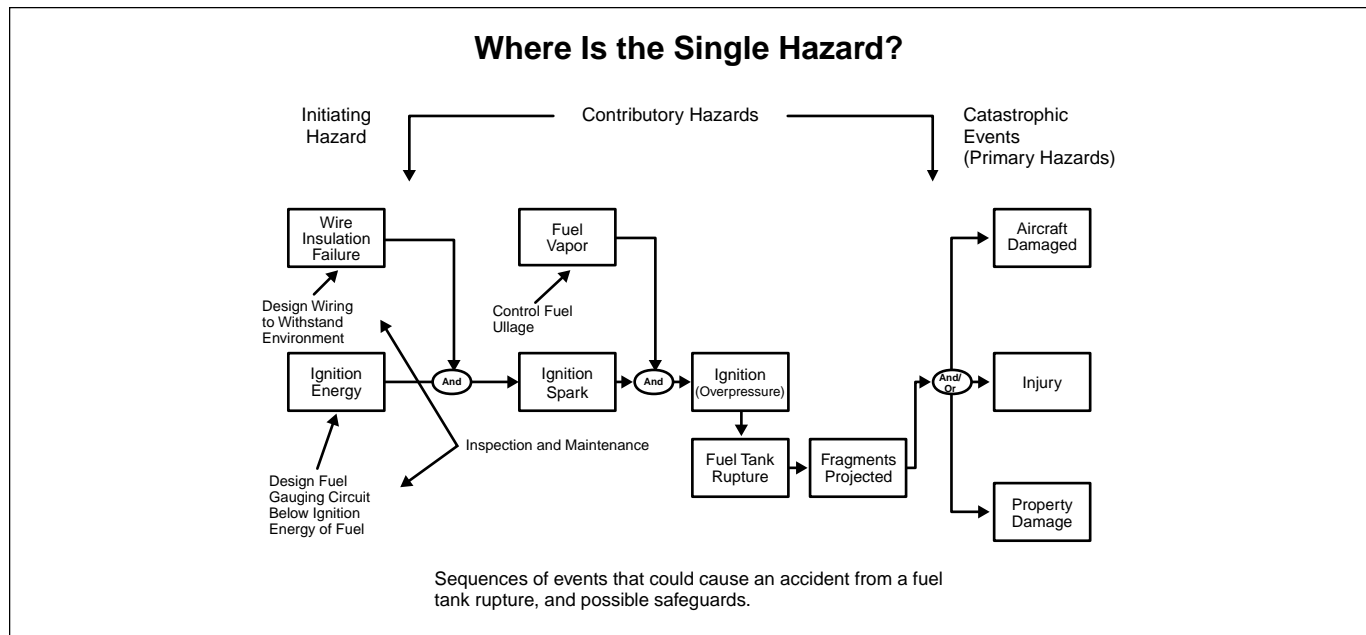 Where Is the Single Hazard?
Initiating
Hazard
Contributory Hazards
Catastrophic
Events
(Primary Hazards)
Wire
Insulation
Failure
Fuel
Vapor
Aircraft
Damaged
Design Wiring
to Withstand
Environment
Control Fuel
Ullage
Ignition
Energy
And
Ignition
Spark
And
Ignition
(Overpressure)
And/
Or
Injury
Inspection and Maintenance
Fuel Tank
Rupture
Fragments
Projected
Design Fuel
Gauging Circuit
Below Ignition
Energy of Fuel
Property
Damage
Sequences of events that could cause an accident from a fuel
tank rupture, and possible safeguards.